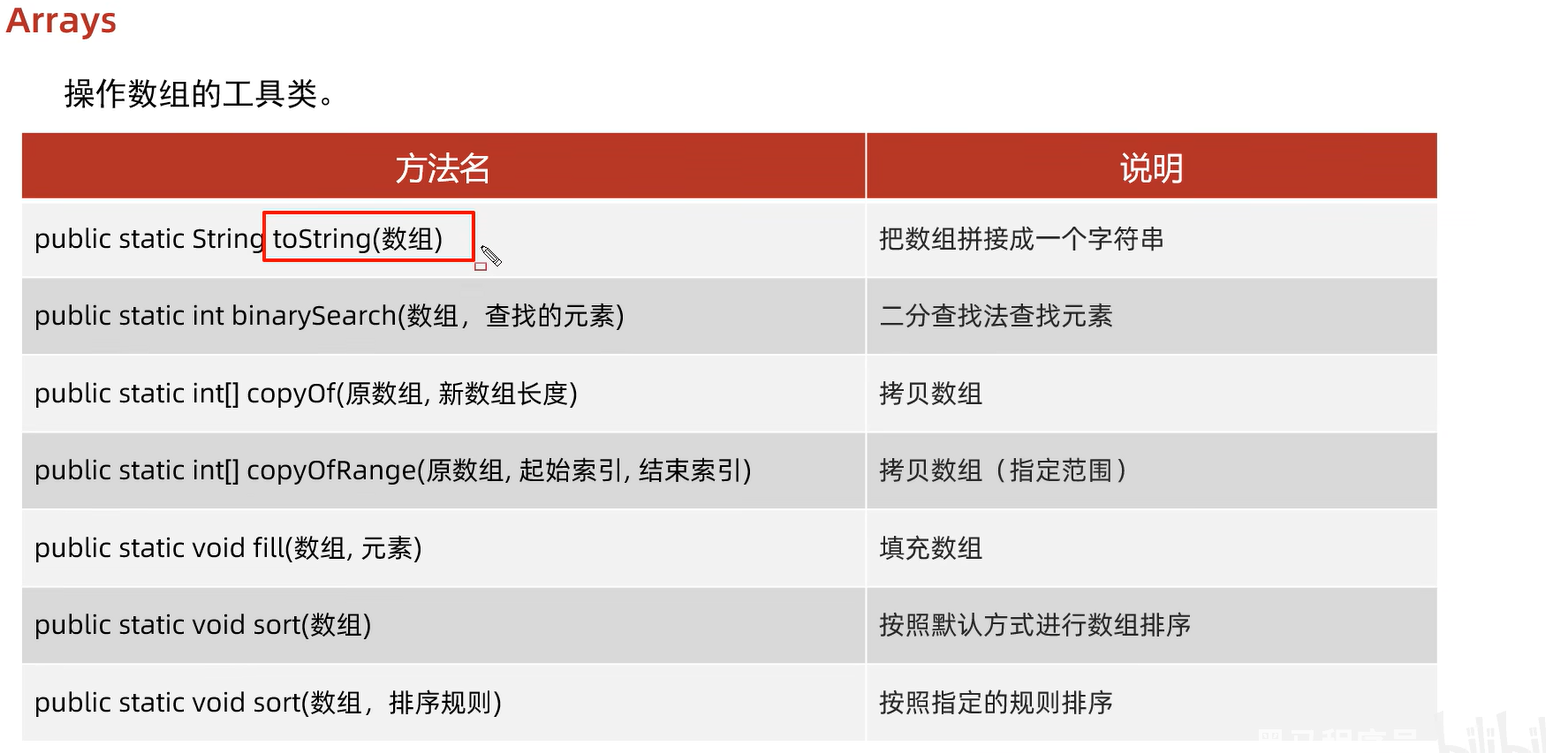 Arrays
操作数组的工具类。
方法名 说明
public static String toString(数组) 把数组拼接成一个字符串
public static int binarySearch(数组，查找的元素) 二分查找法查找元素
public static int[] copyOf(原数组, 新数组长度) 拷贝数组
public static int[] copyOfRange(原数组, 起始索引, 结束索引) 拷贝数组（指定范围）
public static void fill(数组, 元素) 填充数组
public static void sort(数组) 按照默认方式进行数组排序
public static void sort(数组，排序规则) 按照指定的规则排序